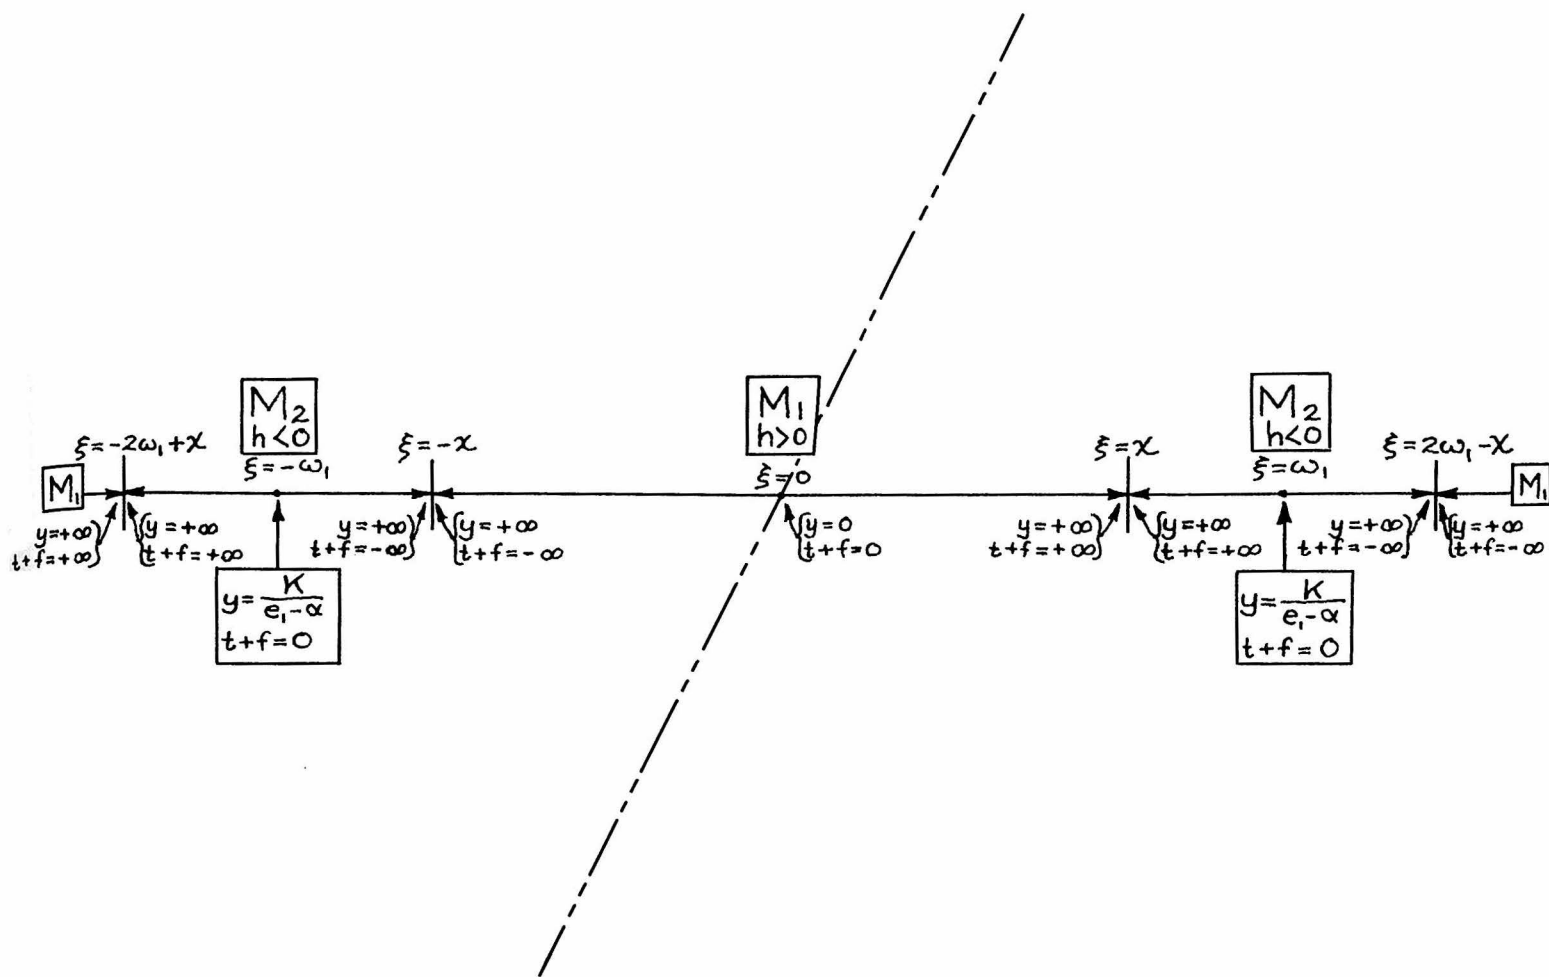 M₂
h<0
M₁
h>0
M₂
h<0
ξ=-2ω₁+χ
ξ=-ω₁
ξ=-χ
ξ=0
ξ=χ
ξ=ω₁
ξ=2ω₁-χ
M₁
M₁
y=+∞
t+f=+∞
y=+∞
t+f=+∞
y=+∞
t+f=-∞
y=+∞
t+f=-∞
y=0
t+f=0
y=+∞
t+f=+∞
y=+∞
t+f=+∞
y=+∞
t+f=-∞
y=+∞
t+f=-∞
y=K/(e₁-α)
t+f=0
y=K/(e₁-α)
t+f=0